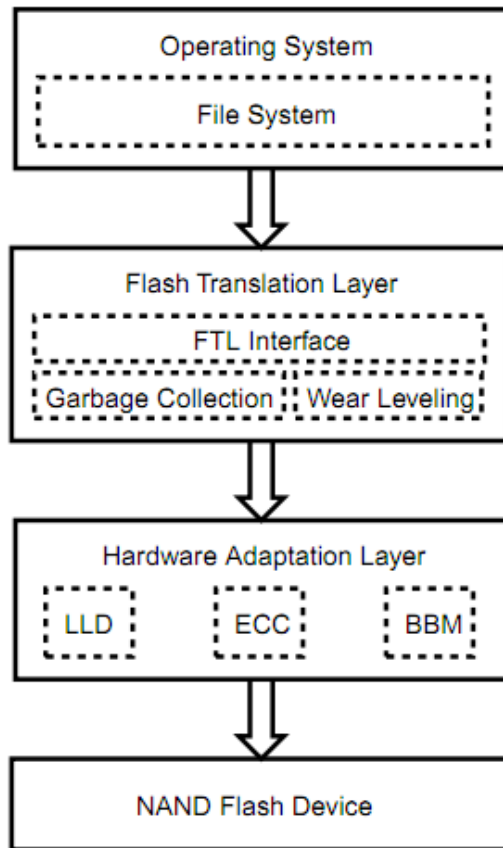 Operating System
File System
Flash Translation Layer
FTL Interface
Garbage Collection
Wear Leveling
Hardware Adaptation Layer
LLD
ECC
BBM
NAND Flash Device